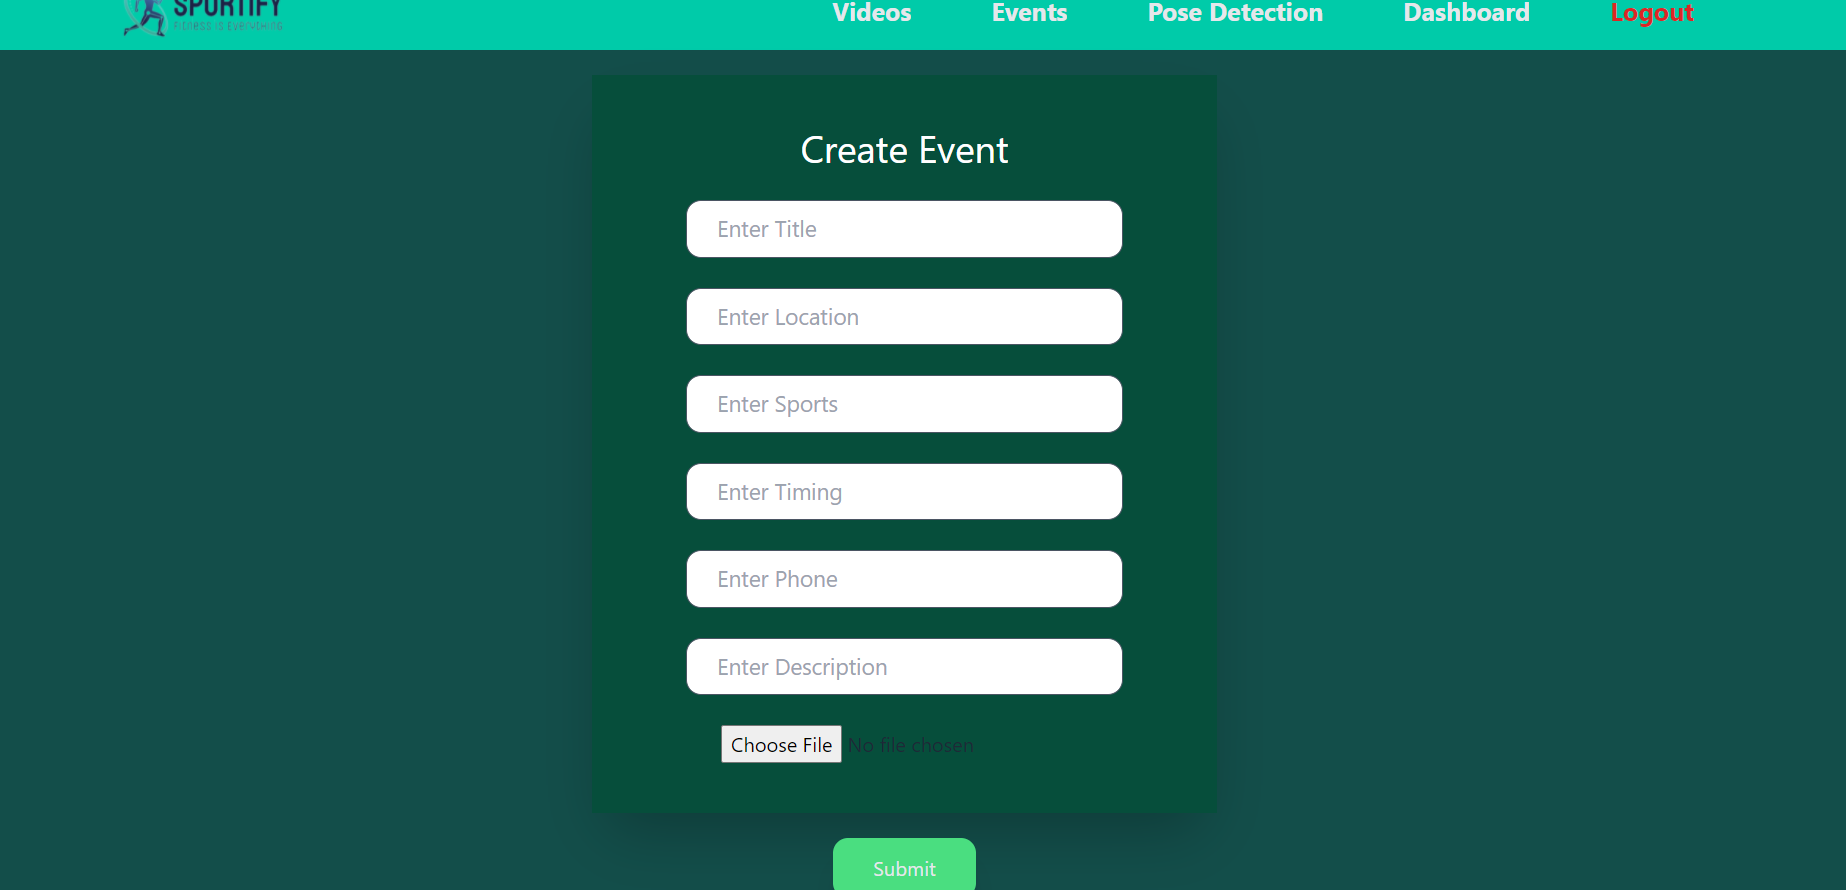 SPORTIFY
FITNESS IS EVERYTHING
Videos Events Pose Detection Dashboard Logout
Create Event
Enter Title
Enter Location
Enter Sports
Enter Timing
Enter Phone
Enter Description
Choose File No file chosen
Submit